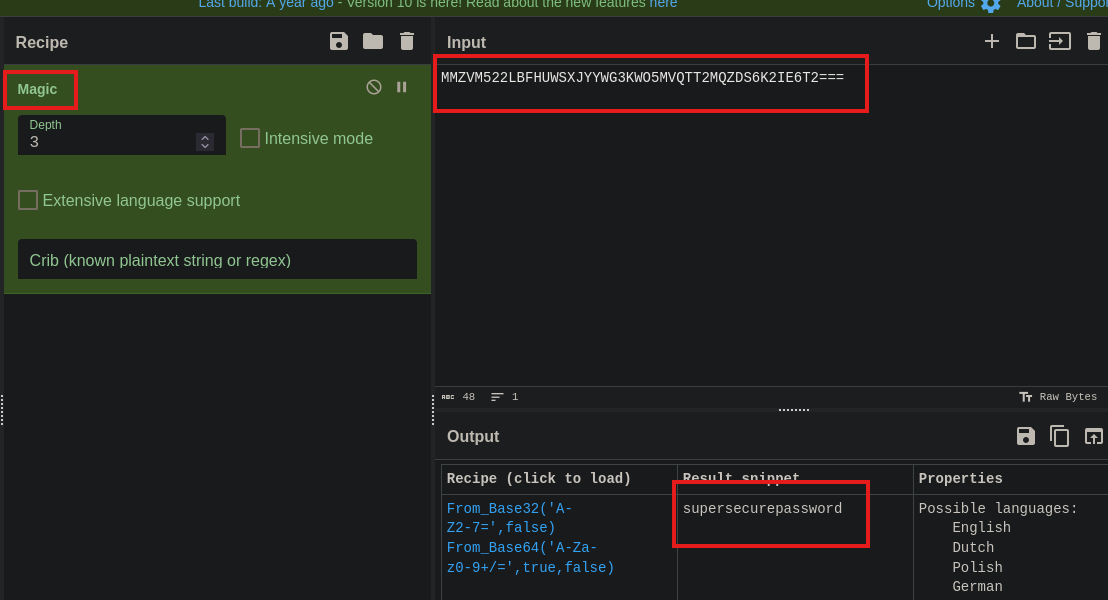 Last build: A year ago - Version 10 is here! Read about the new features here
Options
About / Suppor
Recipe
Magic
Depth
3
Intensive mode
Extensive language support
Crib (known plaintext string or regex)
Input
MMZVM522LBFHUWSXJYYWG3KWO5MVQTT2MQZDS6K2IE6T2===
48
1
Raw Bytes
Output
Recipe (click to load)
Result snippet
Properties
From_Base32('A-
Z2-7=',false)
From_Base64('A-Za-
z0-9+/=',true,false)
supersecurepassword
Possible languages:
English
Dutch
Polish
German